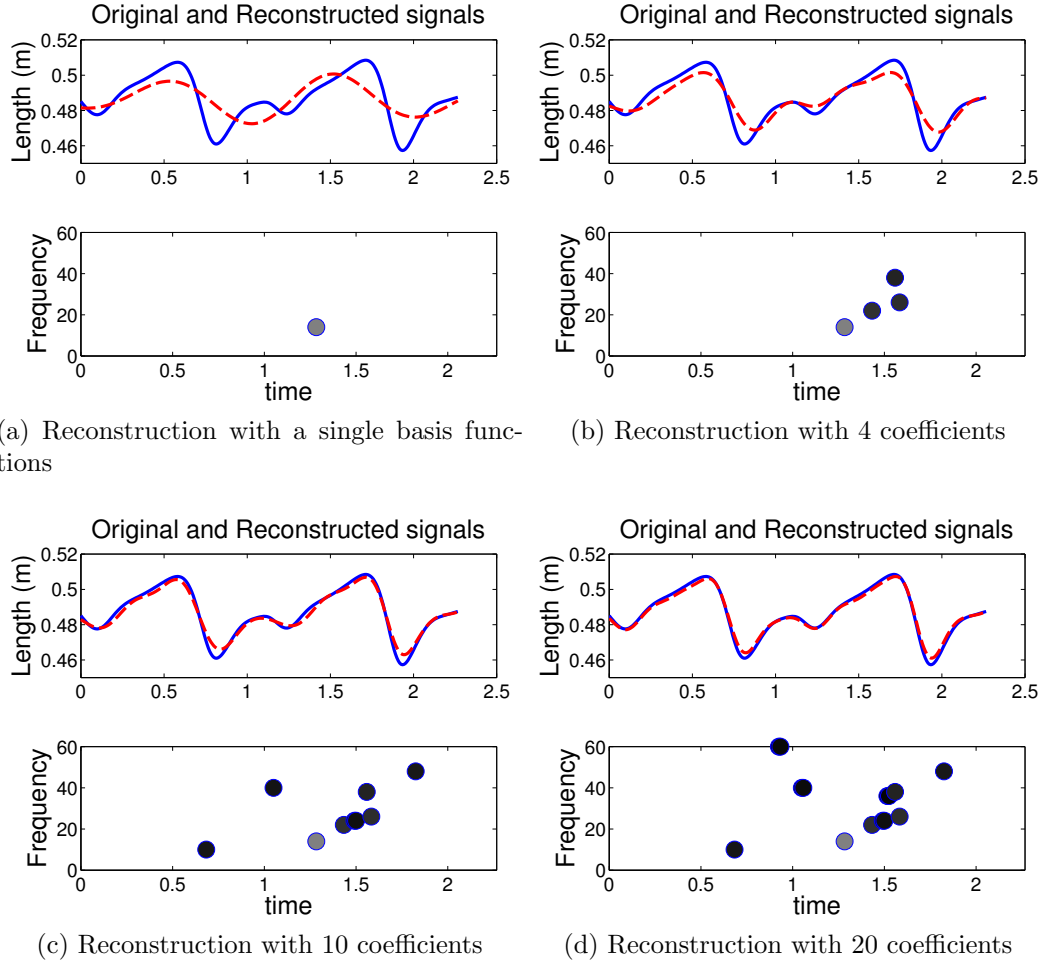 Original and Reconstructed signals
Length (m)
0.52
0.5
0.48
0.46
0 0.5 1 1.5 2 2.5
Frequency
60
40
20
0
0 0.5 1 1.5 2
time
(a) Reconstruction with a single basis func-
tions
Original and Reconstructed signals
Length (m)
0.52
0.5
0.48
0.46
0 0.5 1 1.5 2 2.5
Frequency
60
40
20
0
0 0.5 1 1.5 2
time
(b) Reconstruction with 4 coefficients
Original and Reconstructed signals
Length (m)
0.52
0.5
0.48
0.46
0 0.5 1 1.5 2 2.5
Frequency
60
40
20
0
0 0.5 1 1.5 2
time
(c) Reconstruction with 10 coefficients
Original and Reconstructed signals
Length (m)
0.52
0.5
0.48
0.46
0 0.5 1 1.5 2 2.5
Frequency
60
40
20
0
0 0.5 1 1.5 2
time
(d) Reconstruction with 20 coefficients